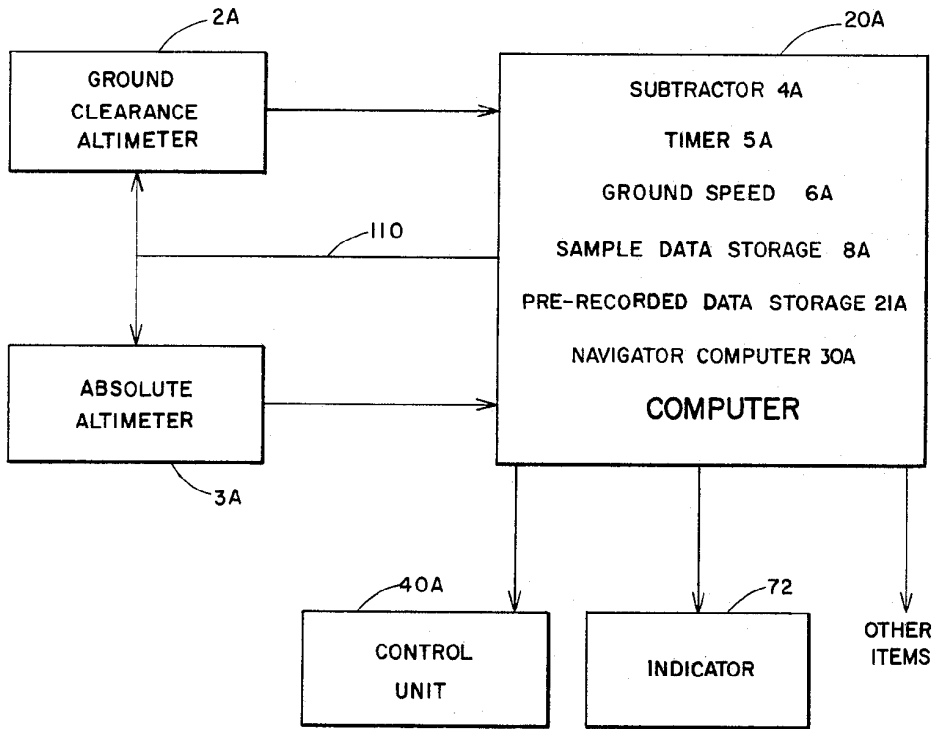 2A
GROUND
CLEARANCE
ALTIMETER
20A
SUBTRACTOR 4A
TIMER 5A
GROUND SPEED 6A
SAMPLE DATA STORAGE 8A
PRE-RECORDED DATA STORAGE 21A
NAVIGATOR COMPUTER 30A
COMPUTER
110
ABSOLUTE
ALTIMETER
3A
40A
CONTROL
UNIT
72
INDICATOR
OTHER
ITEMS